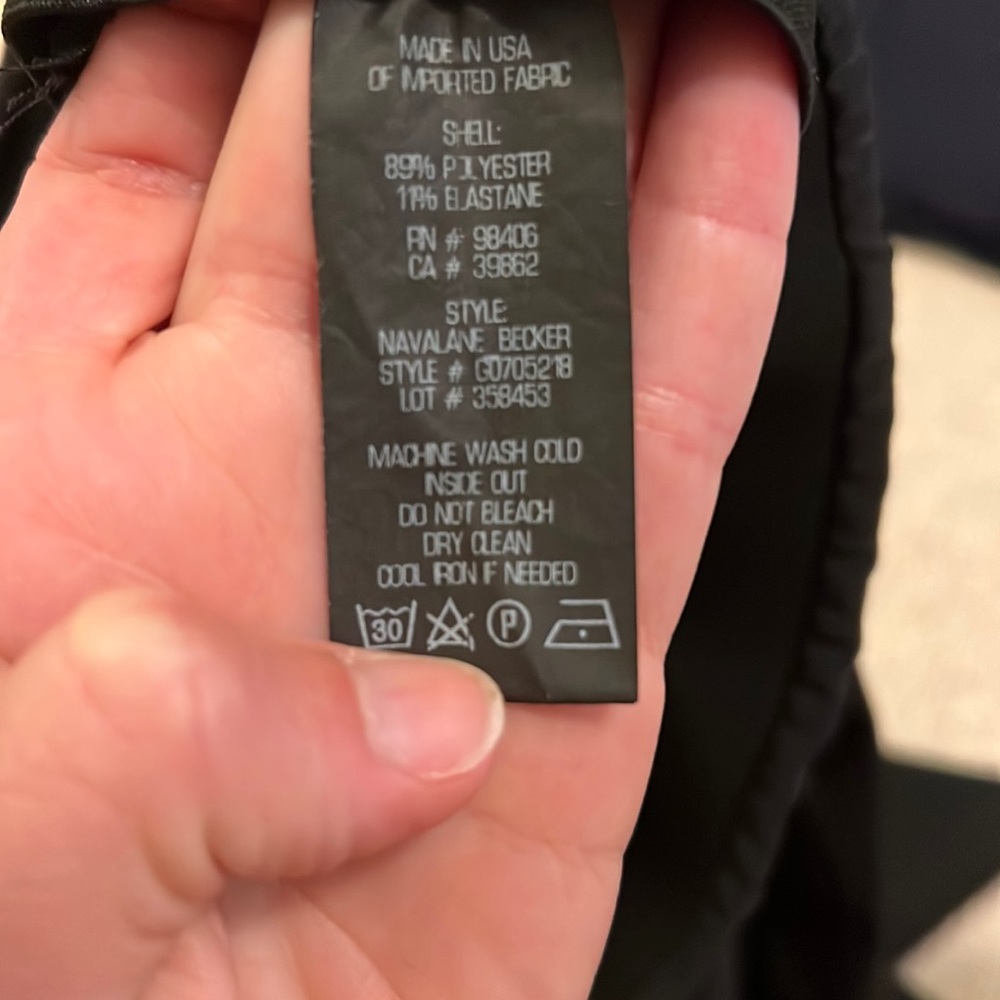 MADE IN USA
OF IMPORTED FABRIC
SHELL:
89% POLYESTER
11% ELASTANE
RN # 98406
CA # 39862
STYLE:
NAVALANE BECKER
STYLE # G0705218
LOT # 358453
MACHINE WASH COLD
INSIDE OUT
DO NOT BLEACH
DRY CLEAN
COOL IRON IF NEEDED
30 P